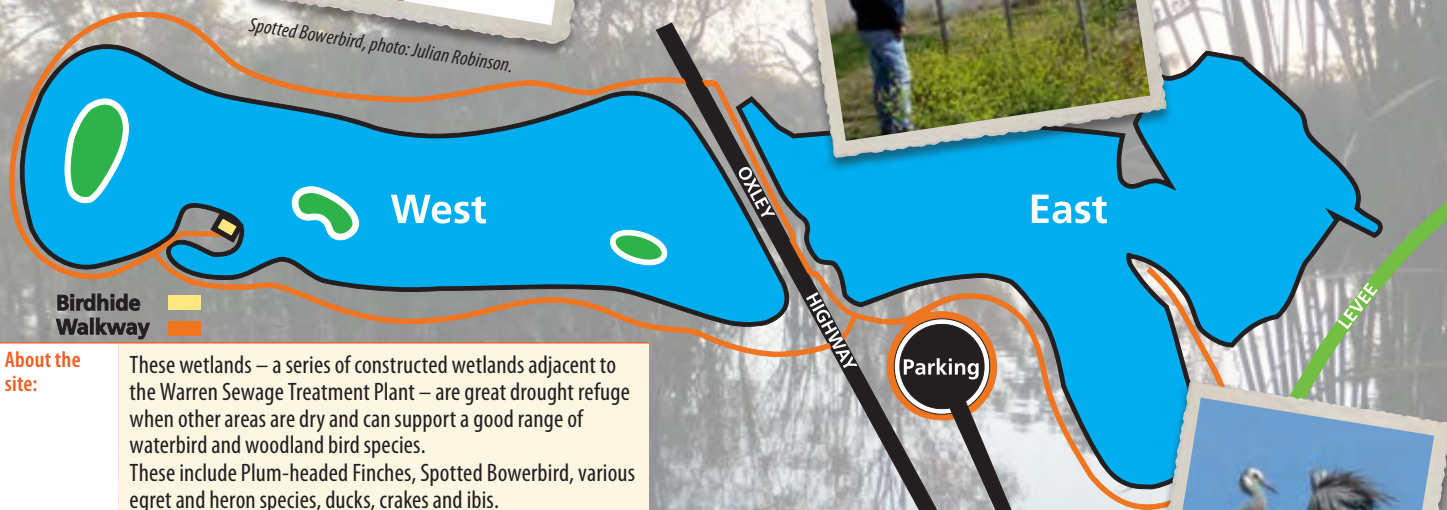 Spotted Bowerbird, photo: Julian Robinson.
West
OXLEY
HIGHWAY
East
LEVEE
Parking
Birdhide
Walkway
About the
site:
These wetlands – a series of constructed wetlands adjacent to
the Warren Sewage Treatment Plant – are great drought refuge
when other areas are dry and can support a good range of
waterbird and woodland bird species.
These include Plum-headed Finches, Spotted Bowerbird, various
egret and heron species, ducks, crakes and ibis.